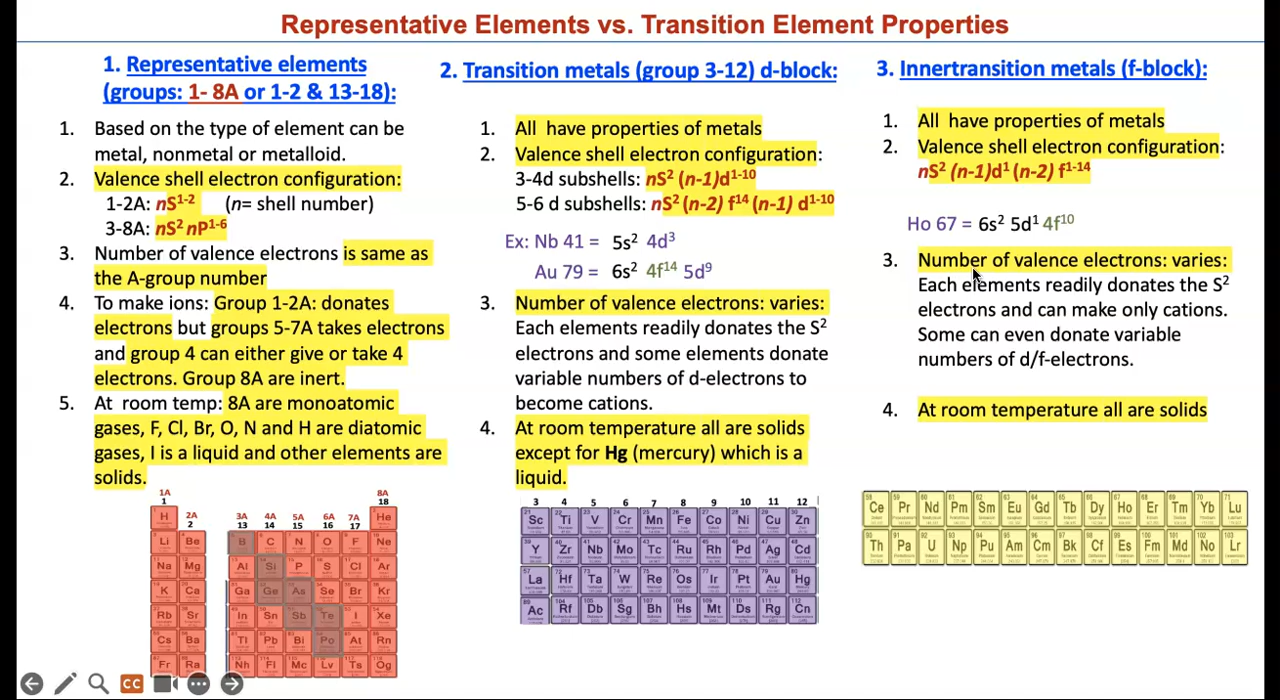 Representative Elements vs. Transition Element Properties
1. Representative elements
(groups: 1- 8A or 1-2 & 13-18):
1. Based on the type of element can be
metal, nonmetal or metalloid.
2. Valence shell electron configuration:
1-2A: nS¹⁻² (n= shell number)
3-8A: nS² nP¹⁻⁶
3. Number of valence electrons is same as
the A-group number
4. To make ions: Group 1-2A: donates
electrons but groups 5-7A takes electrons
and group 4 can either give or take 4
electrons. Group 8A are inert.
5. At room temp: 8A are monoatomic
gases, F, Cl, Br, O, N and H are diatomic
gases, I is a liquid and other elements are
solids.
1A 8A
1 18
H 2A 3A 4A 5A 6A 7A He
2 13 14 15 16 17
Li Be B C N O F Ne
Na Mg Al Si P S Cl Ar
K Ca Ga Ge As Se Br Kr
Rb Sr In Sn Sb Te I Xe
Cs Ba Tl Pb Bi Po At Rn
Fr Ra Nh Fl Mc Lv Ts Og
CC
2. Transition metals (group 3-12) d-block:
1. All have properties of metals
2. Valence shell electron configuration:
3-4d subshells: nS² (n-1)d¹⁻¹⁰
5-6 d subshells: nS² (n-2) f¹⁴ (n-1) d¹⁻¹⁰
Ex: Nb 41 = 5s² 4d³
Au 79 = 6s² 4f¹⁴ 5d⁹
3. Number of valence electrons: varies:
Each elements readily donates the S²
electrons and some elements donate
variable numbers of d-electrons to
become cations.
4. At room temperature all are solids
except for Hg (mercury) which is a
liquid.
3 4 5 6 7 8 9 10 11 12
Sc Ti V Cr Mn Fe Co Ni Cu Zn
Y Zr Nb Mo Tc Ru Rh Pd Ag Cd
La Hf Ta W Re Os Ir Pt Au Hg
Ac Rf Db Sg Bh Hs Mt Ds Rg Cn
3. Innertransition metals (f-block):
1. All have properties of metals
2. Valence shell electron configuration:
nS² (n-1)d¹ (n-2) f¹⁻¹⁴
Ho 67 = 6s² 5d¹ 4f¹⁰
3. Number of valence electrons: varies:
Each elements readily donates the S²
electrons and can make only cations.
Some can even donate variable
numbers of d/f-electrons.
4. At room temperature all are solids
Ce Pr Nd Pm Sm Eu Gd Tb Dy Ho Er Tm Yb Lu
Th Pa U Np Pu Am Cm Bk Cf Es Fm Md No Lr